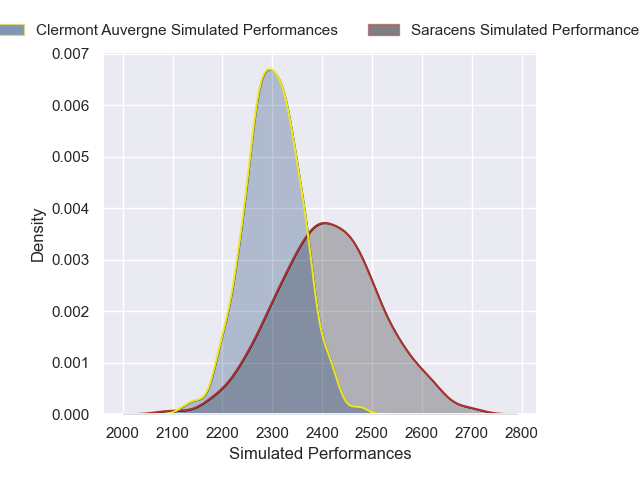 Clermont Auvergne Simulated Performances
Saracens Simulated Performance
0.007
0.006
0.005
0.004
0.003
0.002
0.001
0.000
Density
2000 2100 2200 2300 2400 2500 2600 2700 2800
Simulated Performances